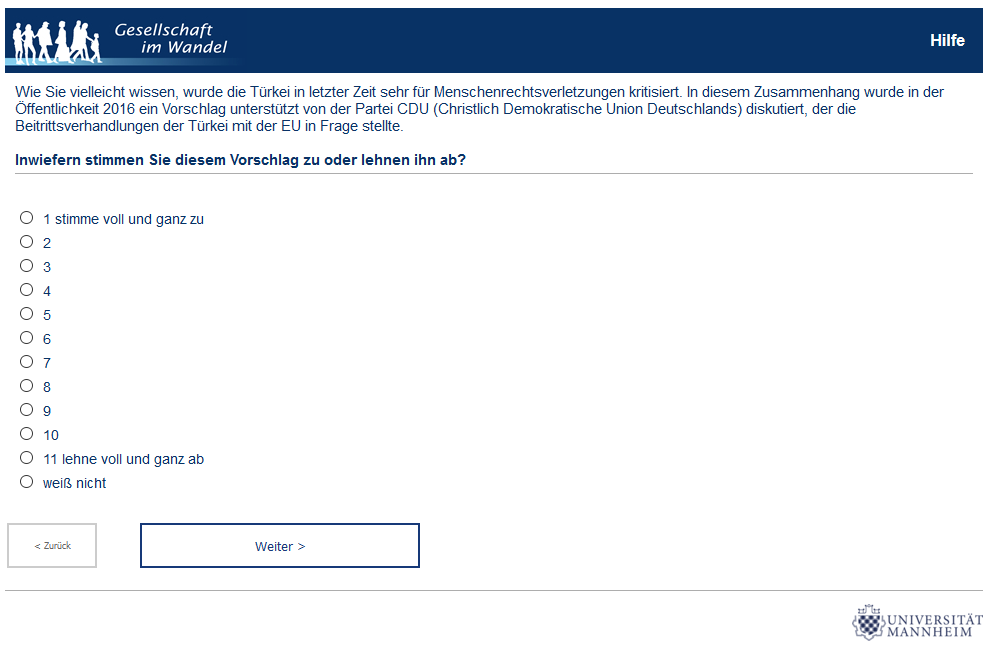 Gesellschaft
im Wandel
Hilfe
Wie Sie vielleicht wissen, wurde die Türkei in letzter Zeit sehr für Menschenrechtsverletzungen kritisiert. In diesem Zusammenhang wurde in der
Öffentlichkeit 2016 ein Vorschlag unterstützt von der Partei CDU (Christlich Demokratische Union Deutschlands) diskutiert, der die
Beitrittsverhandlungen der Türkei mit der EU in Frage stellte.
Inwiefern stimmen Sie diesem Vorschlag zu oder lehnen ihn ab?
1 stimme voll und ganz zu
2
3
4
5
6
7
8
9
10
11 lehne voll und ganz ab
weiß nicht
< Zurück
Weiter >
UNIVERSITÄT
MANNHEIM